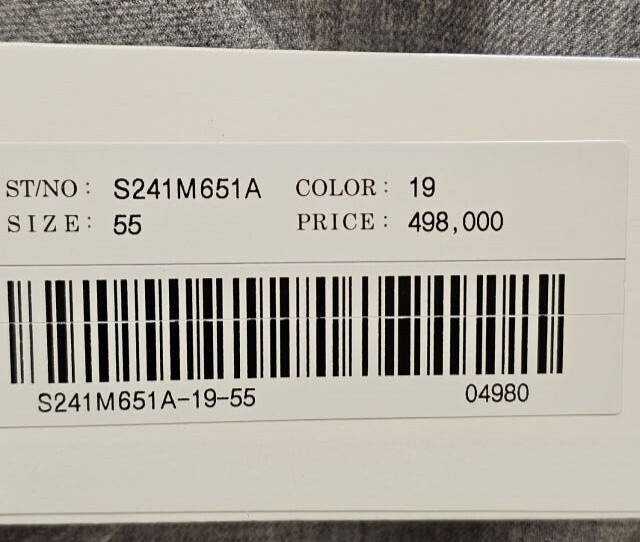 ST/NO : S241M651A COLOR : 19
SIZE : 55 PRICE : 498,000
S241M651A-19-55 04980